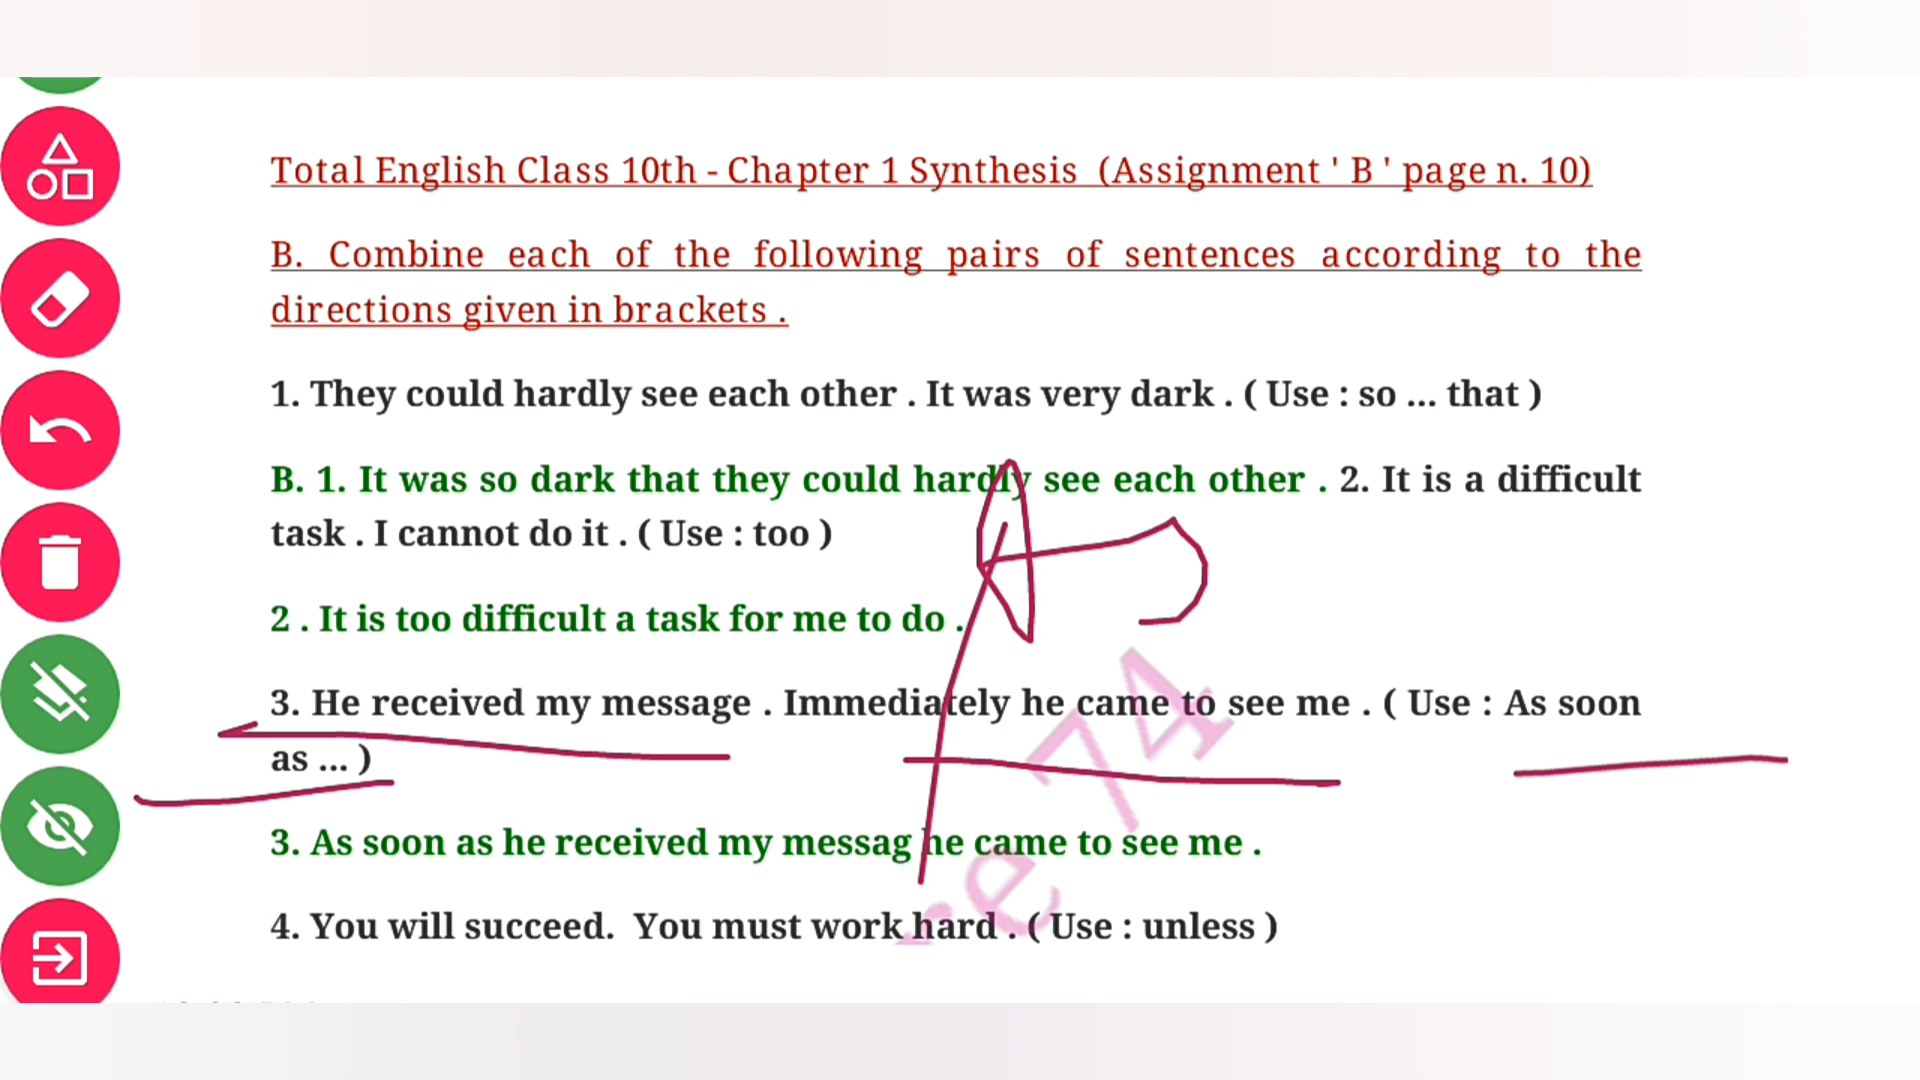 Total English Class 10th - Chapter 1 Synthesis (Assignment ' B ' page n. 10)
B. Combine each of the following pairs of sentences according to the
directions given in brackets .
1. They could hardly see each other . It was very dark . ( Use : so ... that )
B. 1. It was so dark that they could hardly see each other . 2. It is a difficult
task . I cannot do it . ( Use : too )
2 . It is too difficult a task for me to do .
As
3. He received my message . Immediately he came to see me . ( Use : As soon
as ... )
74
3. As soon as he received my messag he came to see me .
re
4. You will succeed. You must work hard . ( Use : unless )